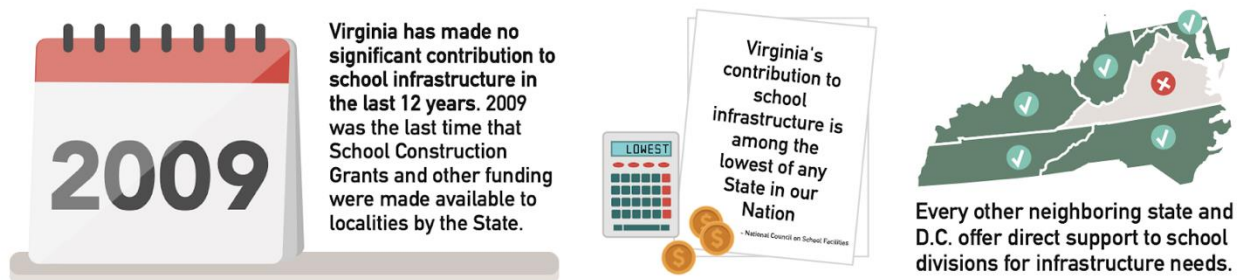 2009
Virginia has made no
significant contribution to
school infrastructure in
the last 12 years. 2009
was the last time that
School Construction
Grants and other funding
were made available to
localities by the State.
LOWEST
Virginia's
contribution to
school
infrastructure is
among the
lowest of any
State in our
Nation
- National Council on School Facilities
$
$
$
Every other neighboring state and
D.C. offer direct support to school
divisions for infrastructure needs.